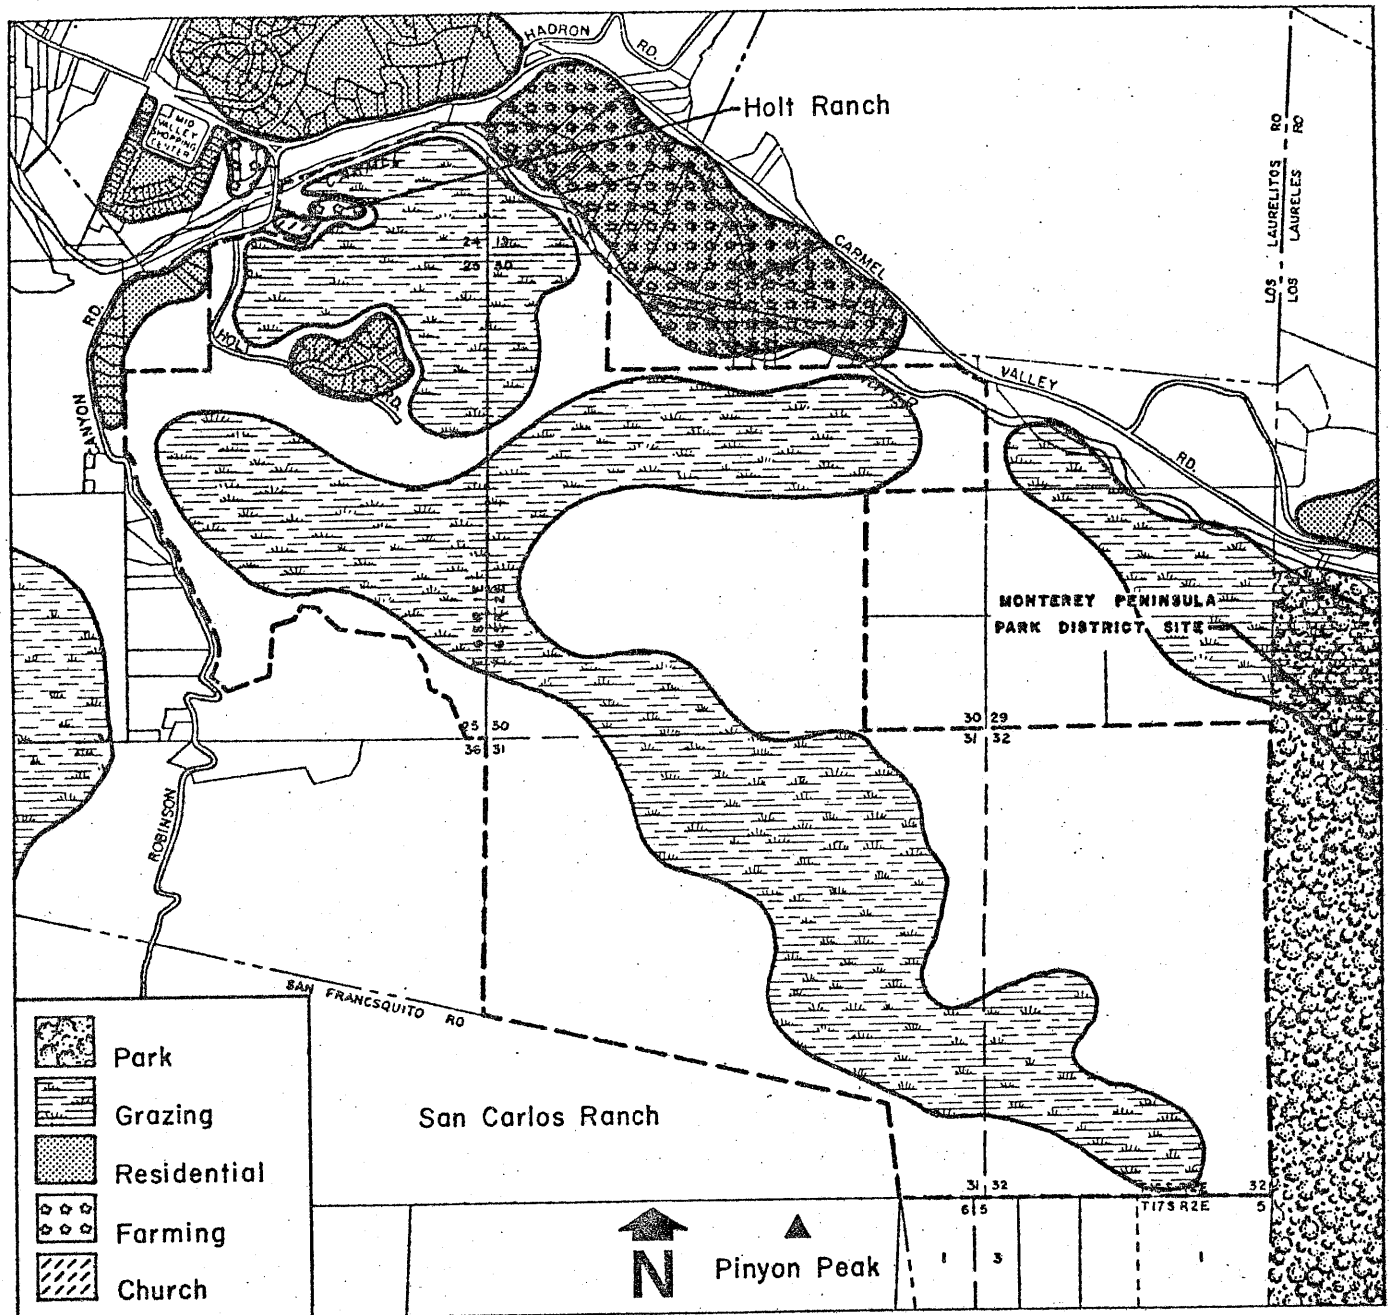 HADRON RD
Holt Ranch
MID
VALLEY
SHOPPING
CENTER
CARMEL
LOS LAURELITOS RO
LOS LAURELES RO
24 19
25 30
CARMEL
RD.
HOLT
RD.
VALLEY
RD.
CANYON
MONTEREY PENINSULA
PARK DISTRICT SITE
25 30
36 31
30 29
31 32
ROBINSON
SAN FRANCSQUITO RO
Park
Grazing
Residential
Farming
Church
San Carlos Ranch
N
Pinyon Peak
31 32
6 5
32
T17S R2E 5
1 3 1